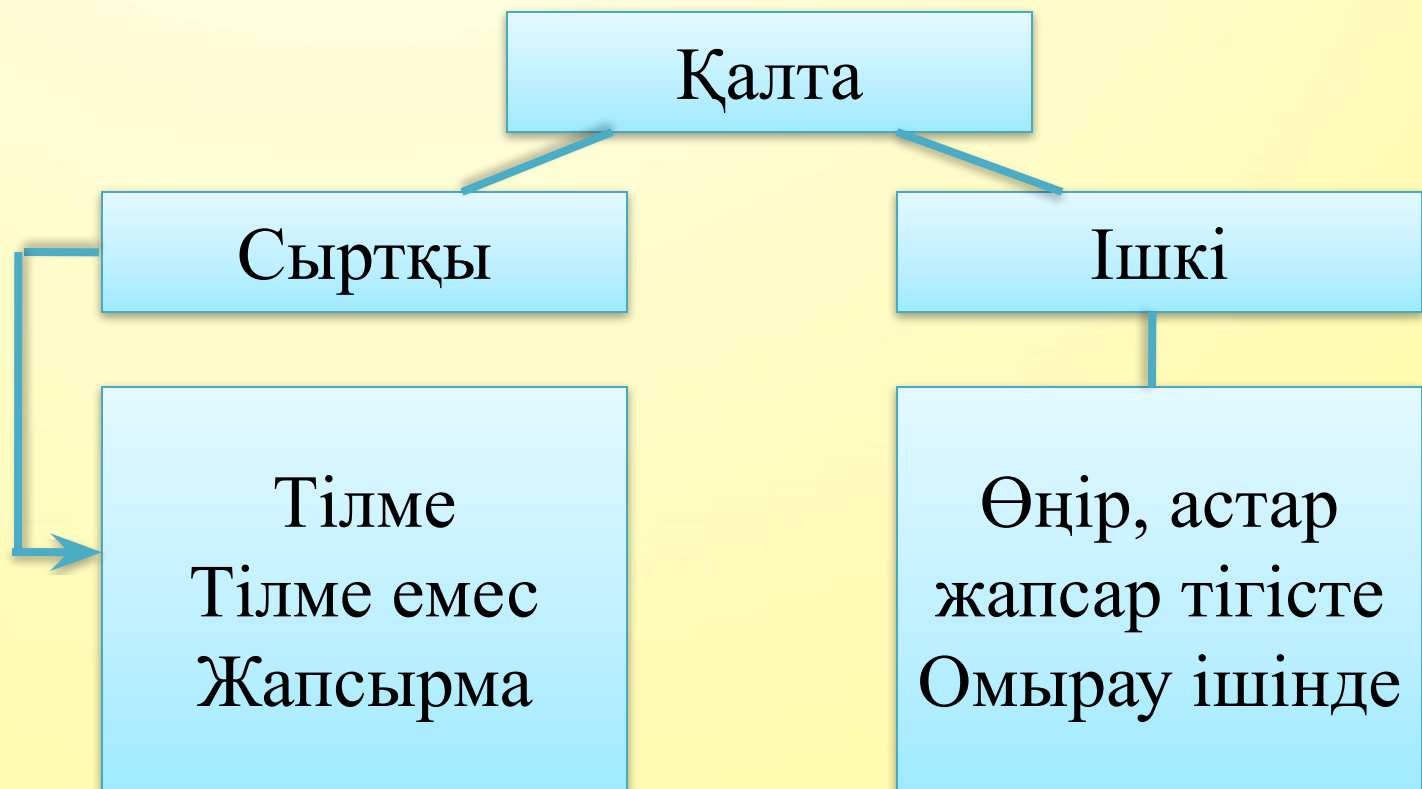 Қалта
Сыртқы
Ішкі
Тілме
Тілме емес
Жапсырма
Өңір, астар
жапсар тігісте
Омырау ішінде